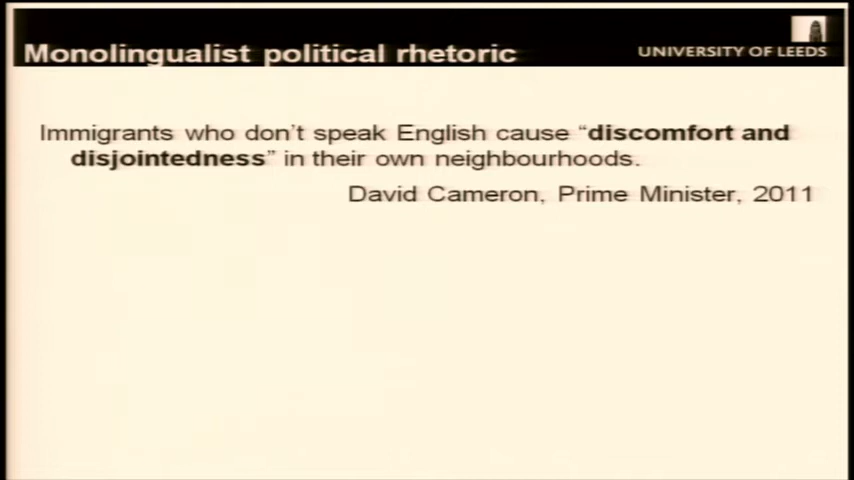 Monolingualist political rhetoric
UNIVERSITY OF LEEDS
Immigrants who don't speak English cause “discomfort and
disjointedness” in their own neighbourhoods.
David Cameron, Prime Minister, 2011